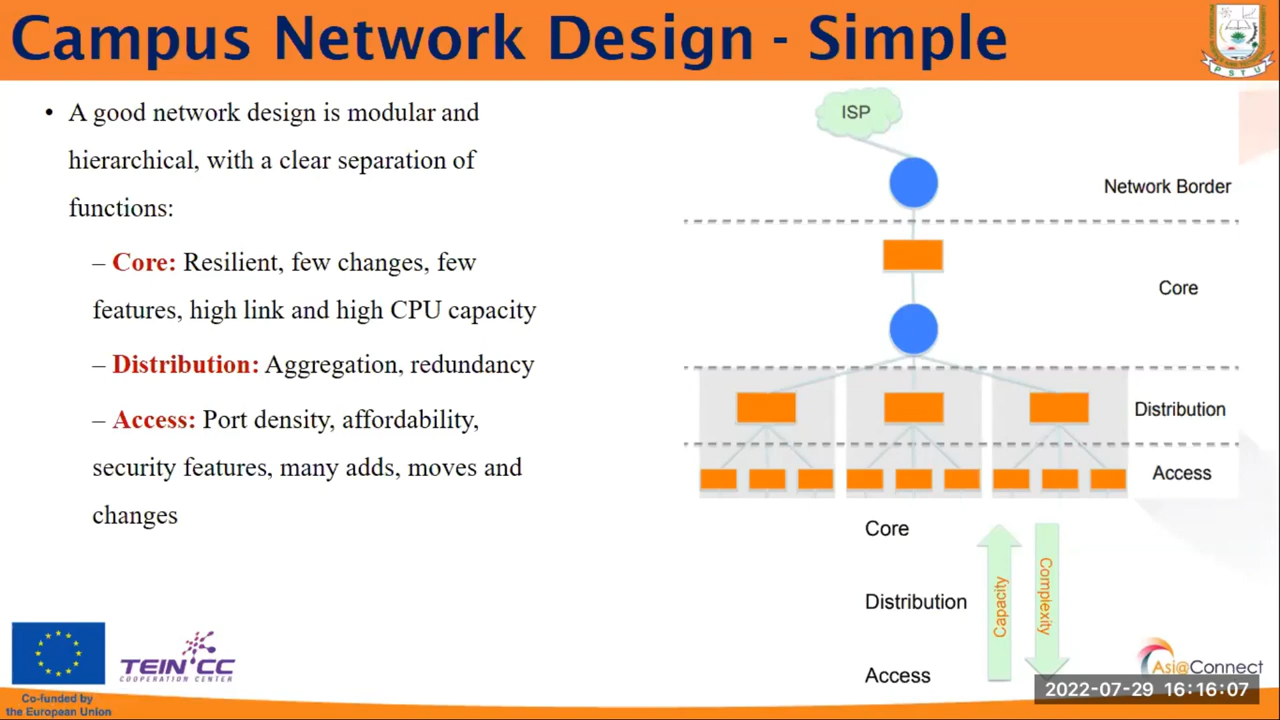 Campus Network Design - Simple
PSTU
• A good network design is modular and
hierarchical, with a clear separation of
functions:
– Core: Resilient, few changes, few
features, high link and high CPU capacity
– Distribution: Aggregation, redundancy
– Access: Port density, affordability,
security features, many adds, moves and
changes
ISP
Network Border
Core
Distribution
Access
Core
Distribution
Access
Capacity
Complexity
Co-funded by
the European Union
TEIN*CC
COOPERATION CENTER
Asi@Connect
2022-07-29 16:16:07